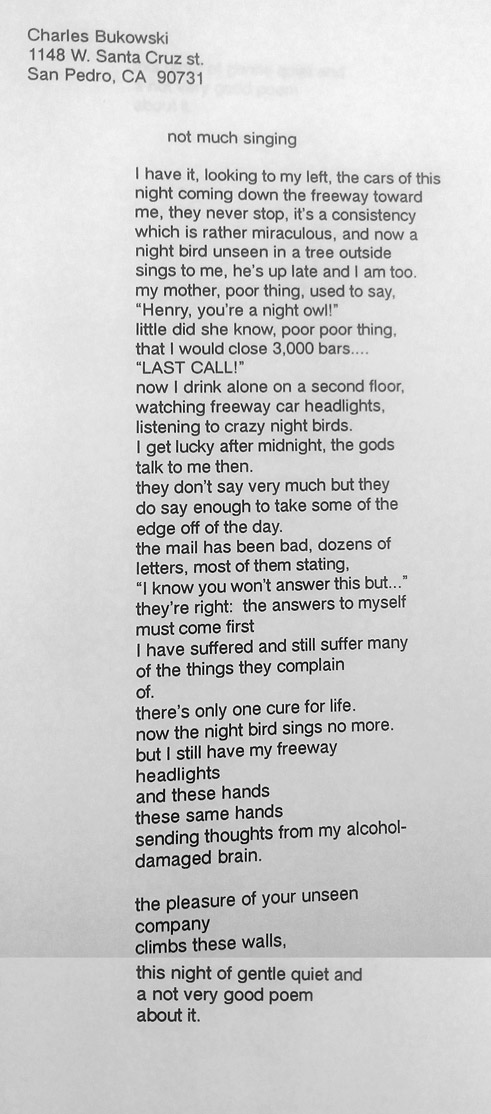 Charles Bukowski
1148 W. Santa Cruz st.
San Pedro, CA  90731
not much singing
I have it, looking to my left, the cars of this
night coming down the freeway toward
me, they never stop, it's a consistency
which is rather miraculous, and now a
night bird unseen in a tree outside
sings to me, he's up late and I am too.
my mother, poor thing, used to say,
“Henry, you're a night owl!”
little did she know, poor poor thing,
that I would close 3,000 bars....
“LAST CALL!”
now I drink alone on a second floor,
watching freeway car headlights,
listening to crazy night birds.
I get lucky after midnight, the gods
talk to me then.
they don't say very much but they
do say enough to take some of the
edge off of the day.
the mail has been bad, dozens of
letters, most of them stating,
“I know you won't answer this but...”
they're right:  the answers to myself
must come first
I have suffered and still suffer many
of the things they complain
of.
there's only one cure for life.
now the night bird sings no more.
but I still have my freeway
headlights
and these hands
these same hands
sending thoughts from my alcohol-
damaged brain.
the pleasure of your unseen
company
climbs these walls,
this night of gentle quiet and
a not very good poem
about it.